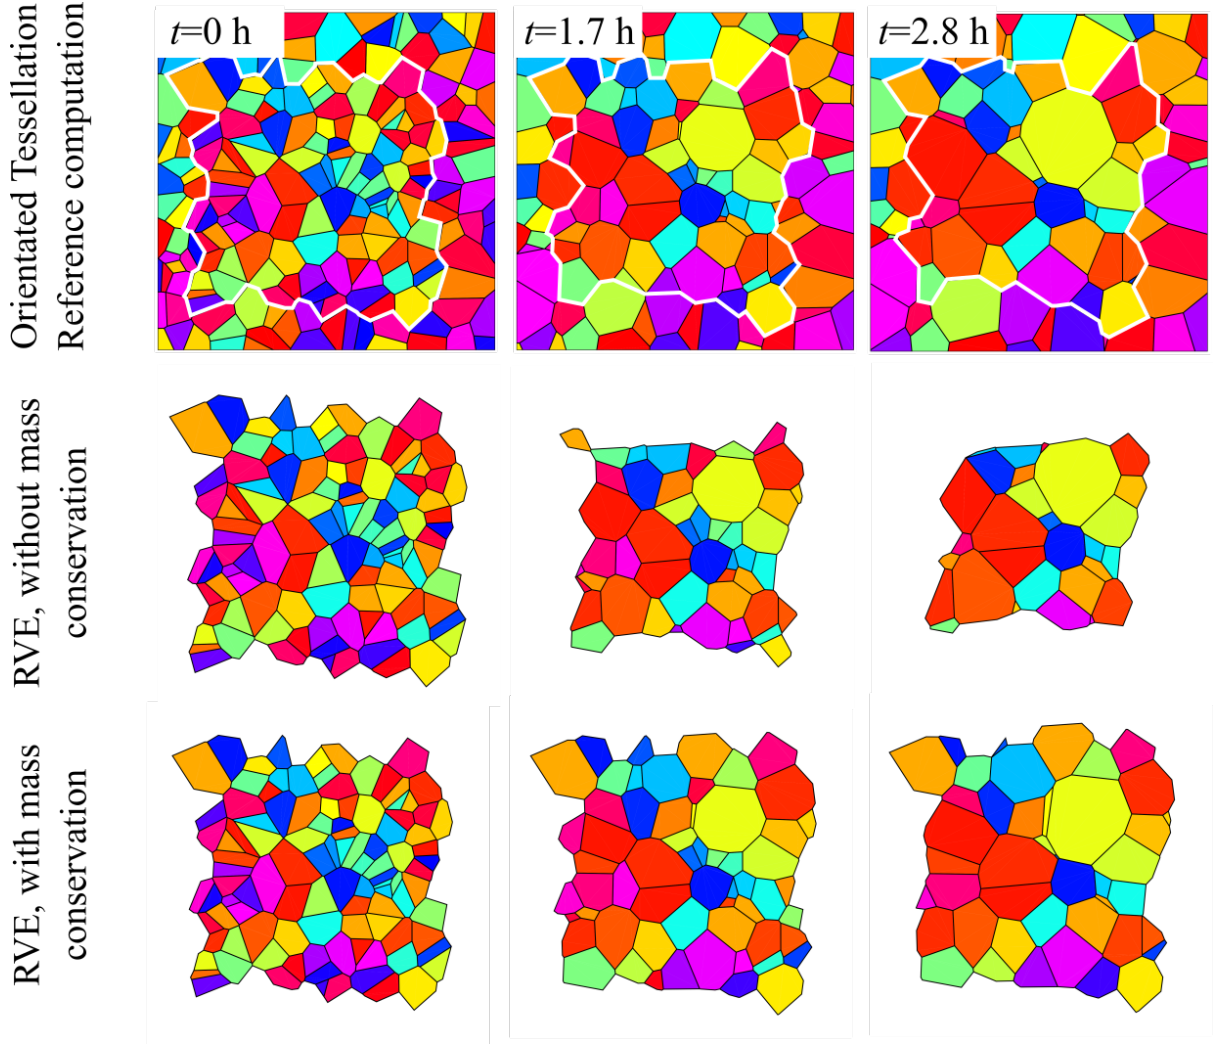 t=0 h
t=1.7 h
t=2.8 h
Orientated Tessellation
Reference computation
RVE, without mass
conservation
RVE, with mass
conservation